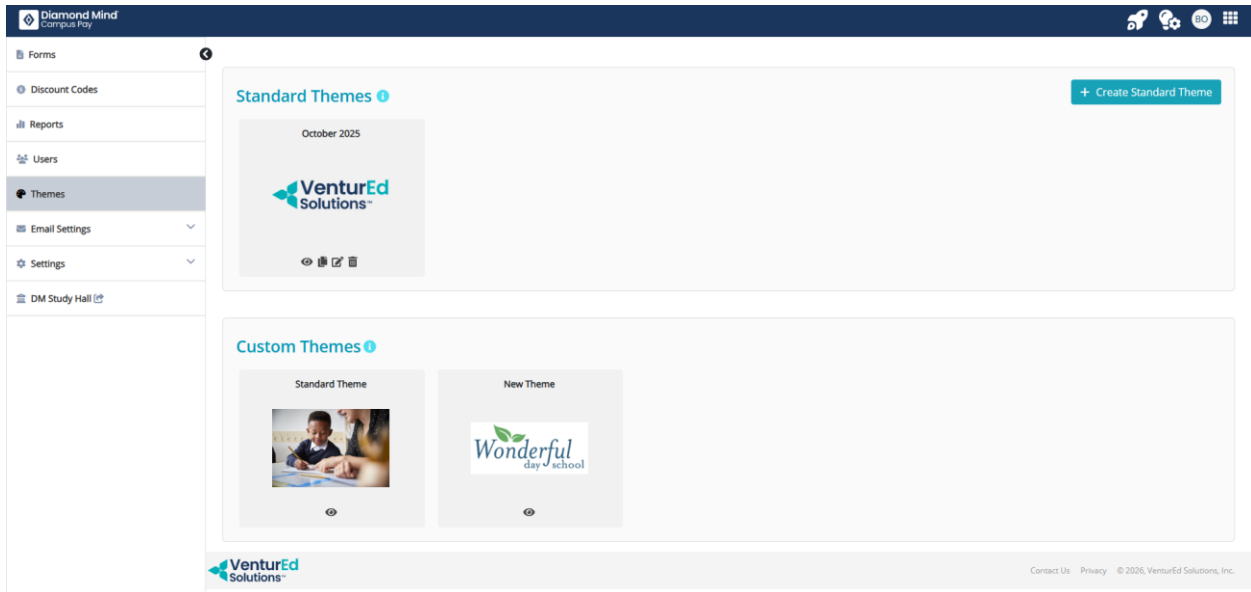 Diamond Mind
Campus Pay
BO
Forms
Discount Codes
Reports
Users
Themes
Email Settings
Settings
DM Study Hall
Standard Themes
+ Create Standard Theme
October 2025
VenturEd
Solutions™
Custom Themes
Standard Theme
New Theme
Wonderful
day school
VenturEd
Solutions™
Contact Us Privacy © 2026, VenturEd Solutions, Inc.